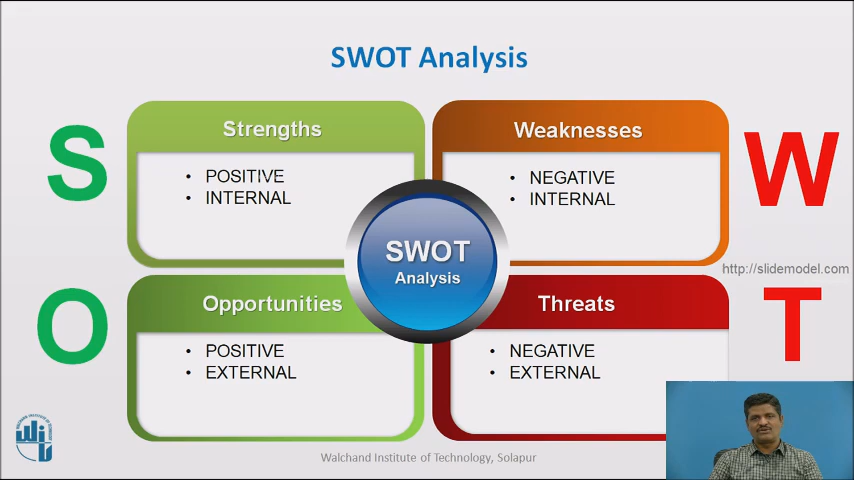 SWOT Analysis
S
Strengths
• POSITIVE
• INTERNAL
Weaknesses
• NEGATIVE
• INTERNAL
W
SWOT
Analysis
http://slidemodel.com
O
Opportunities
• POSITIVE
• EXTERNAL
Threats
• NEGATIVE
• EXTERNAL
T
Walchand Institute of Technology, Solapur